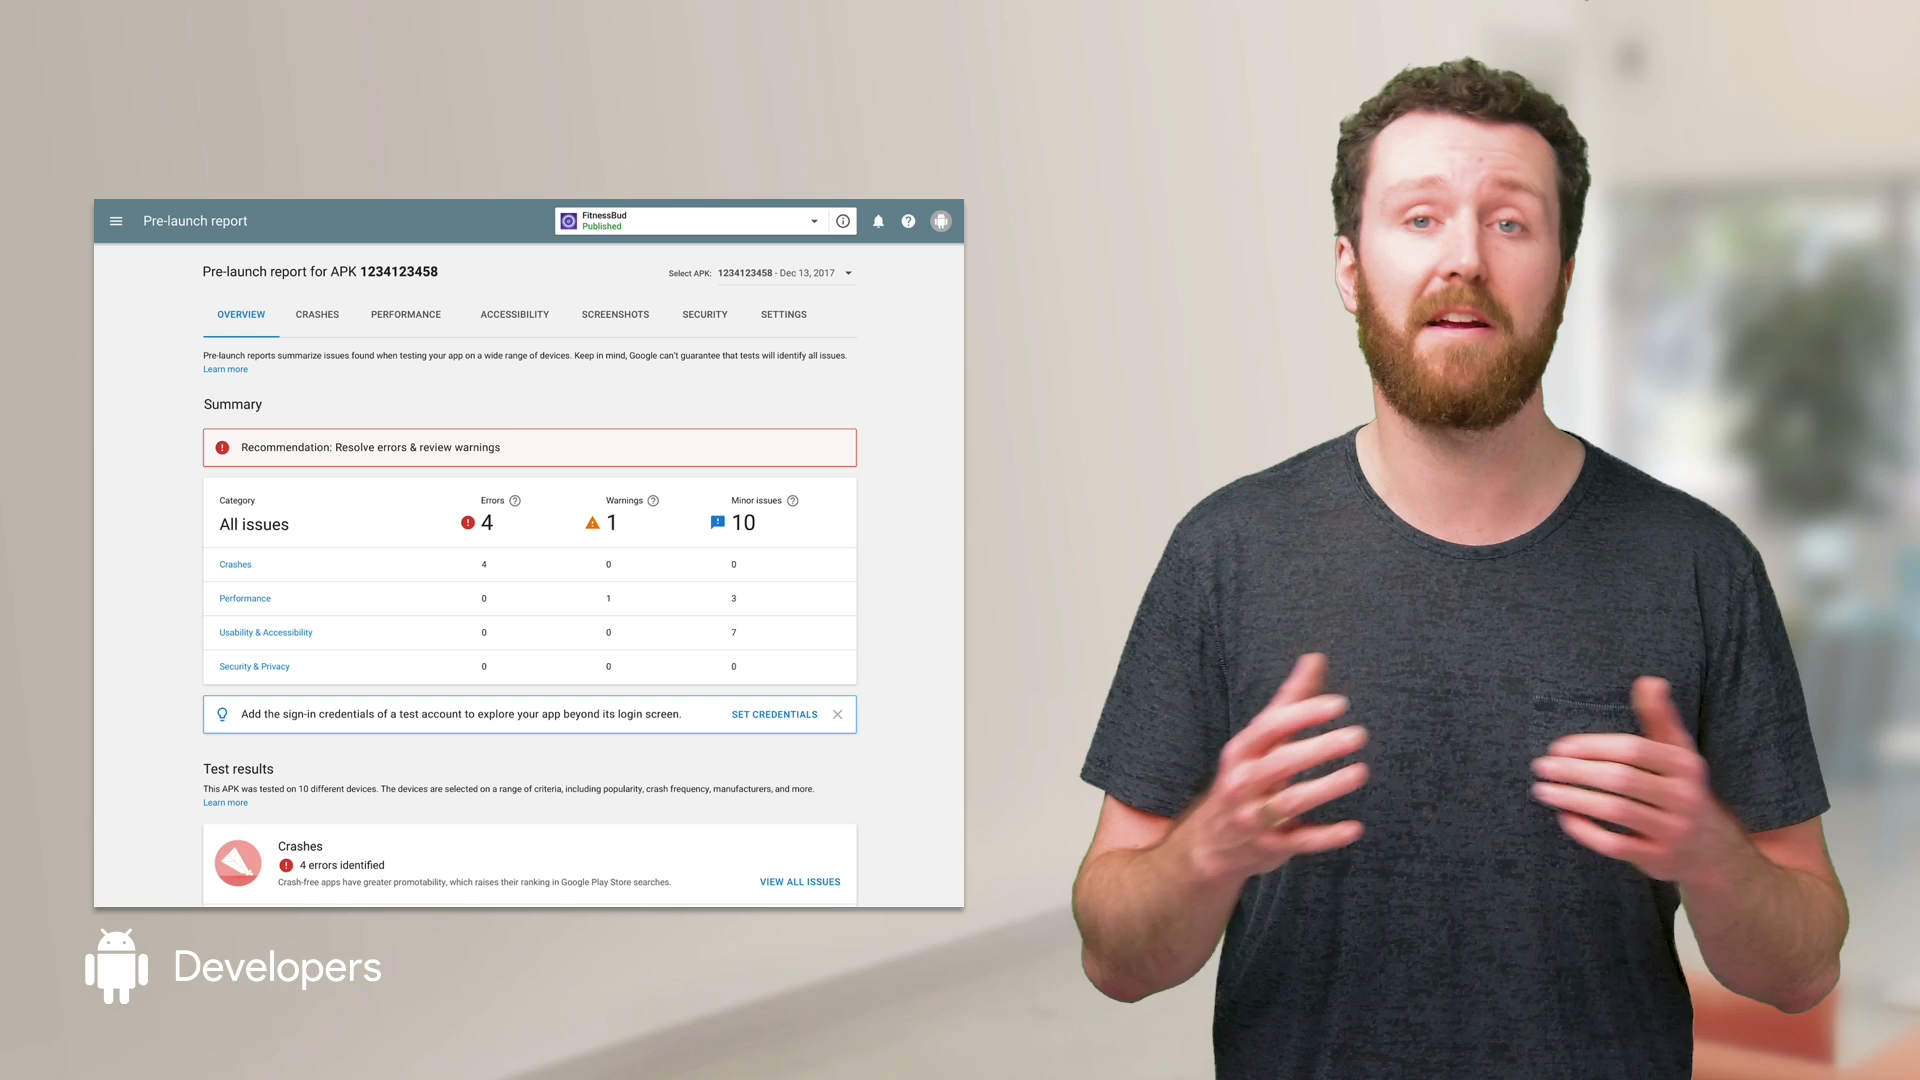 Pre-launch report
FitnessBud
Published
Pre-launch report for APK 1234123458
Select APK: 1234123458 - Dec 13, 2017
OVERVIEW CRASHES PERFORMANCE ACCESSIBILITY SCREENSHOTS SECURITY SETTINGS
Pre-launch reports summarize issues found when testing your app on a wide range of devices. Keep in mind, Google can't guarantee that tests will identify all issues.
Learn more
Summary
Recommendation: Resolve errors & review warnings
Category Errors Warnings Minor issues
All issues 4 1 10
Crashes 4 0 0
Performance 0 1 3
Usability & Accessibility 0 0 7
Security & Privacy 0 0 0
Add the sign-in credentials of a test account to explore your app beyond its login screen. SET CREDENTIALS
Test results
This APK was tested on 10 different devices. The devices are selected on a range of criteria, including popularity, crash frequency, manufacturers, and more.
Learn more
Crashes
4 errors identified
Crash-free apps have greater promotability, which raises their ranking in Google Play Store searches. VIEW ALL ISSUES
Developers